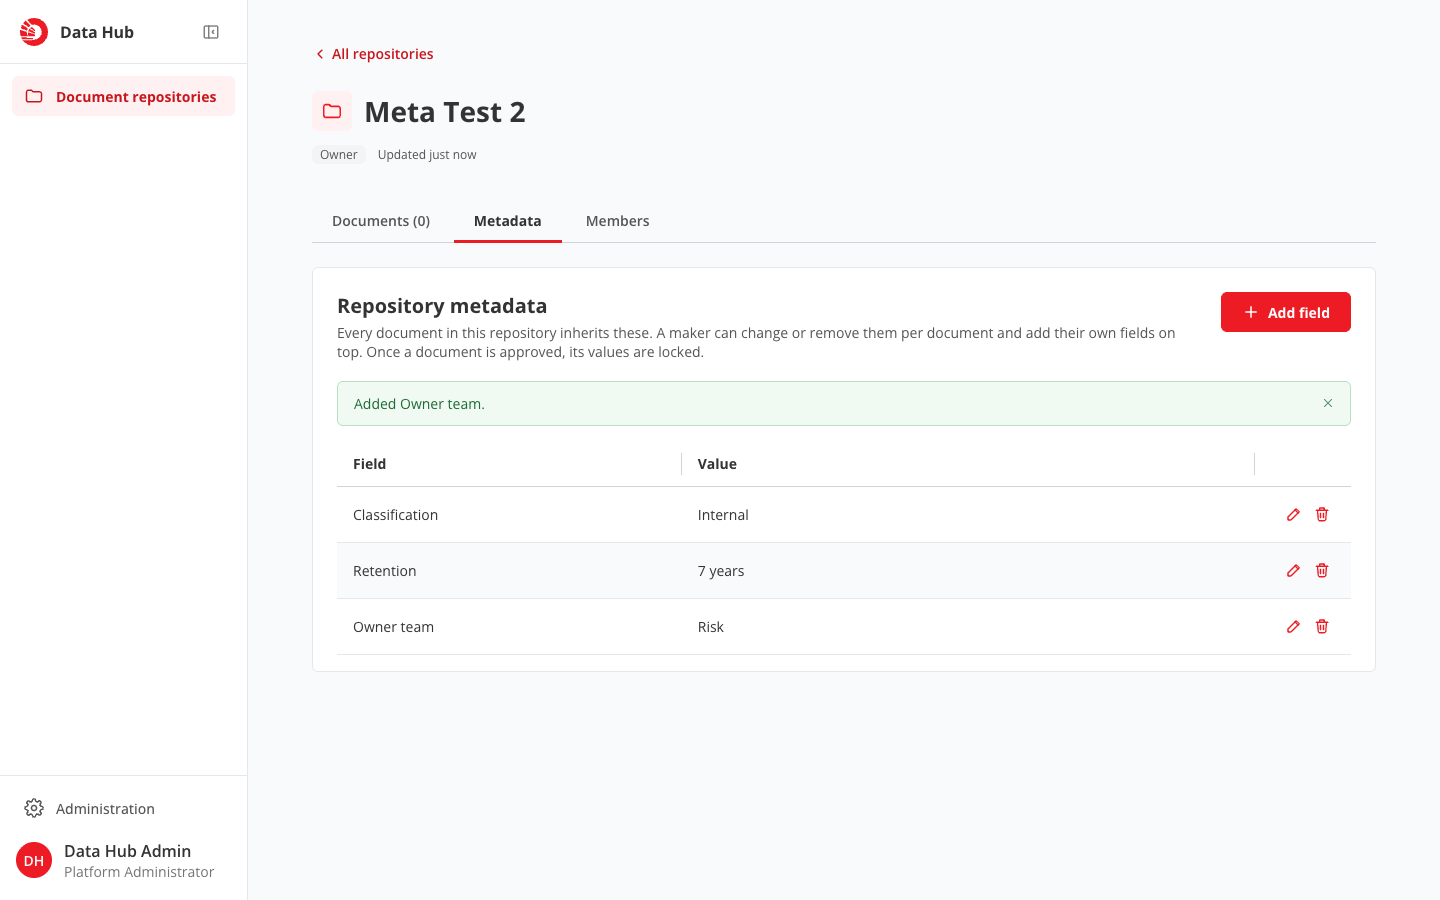 Data Hub
Document repositories
All repositories
Meta Test 2
Owner Updated just now
Documents (0) Metadata Members
Repository metadata
Every document in this repository inherits these. A maker can change or remove them per document and add their own fields on
top. Once a document is approved, its values are locked.
Add field
Added Owner team.
Field Value
Classification Internal
Retention 7 years
Owner team Risk
Administration
DH
Data Hub Admin
Platform Administrator